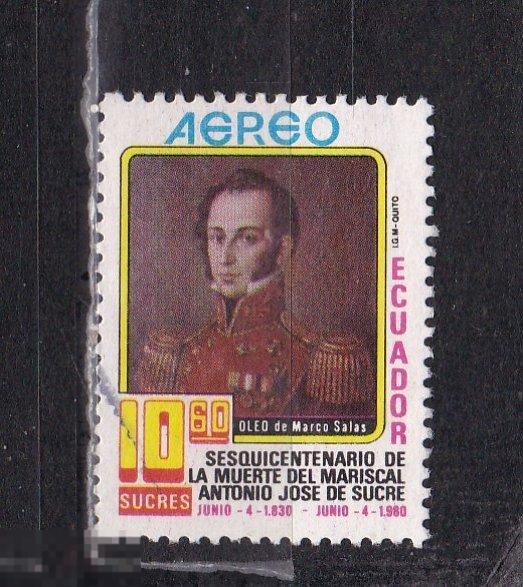 AEREO
I.G.M-QUITO
ECUADOR
OLEO de Marco Salas
10.60
SUCRES
SESQUICENTENARIO DE
LA MUERTE DEL MARISCAL
ANTONIO JOSE DE SUCRE
JUNIO - 4 - 1.830 - JUNIO - 4 - 1.980